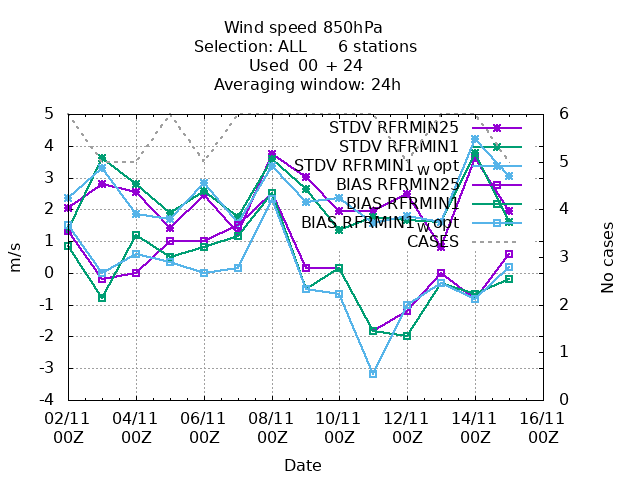 Wind speed 850hPa
Selection: ALL 6 stations
Used 00 + 24
Averaging window: 24h
m/s
5
4
3
2
1
0
-1
-2
-3
-4
STDV RFRMIN25
STDV RFRMIN1
STDV RFRMIN1W opt
BIAS RFRMIN25
BIAS RFRMIN1
BIAS RFRMIN1W opt
CASES
6
5
4
3
2
1
0
No cases
02/11 04/11 06/11 08/11 10/11 12/11 14/11 16/11
00Z 00Z 00Z 00Z 00Z 00Z 00Z 00Z
Date